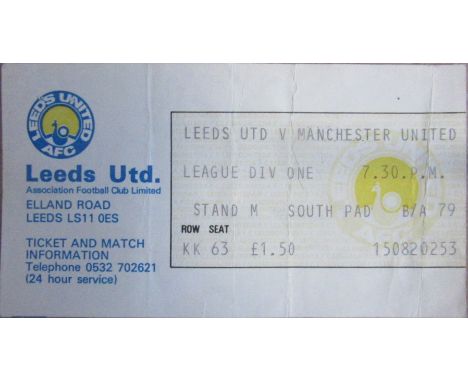 LEEDS UNITED
AFC
Leeds Utd.
Association Football Club Limited
ELLAND ROAD
LEEDS LS11 0ES
TICKET AND MATCH
INFORMATION
Telephone 0532 702621
(24 hour service)
LEEDS UTD V MANCHESTER UNITED
LEAGUE DIV ONE 7.30.P.M.
STAND M SOUTH PAD B/A 79
ROW SEAT
KK 63 £1.50 150820253